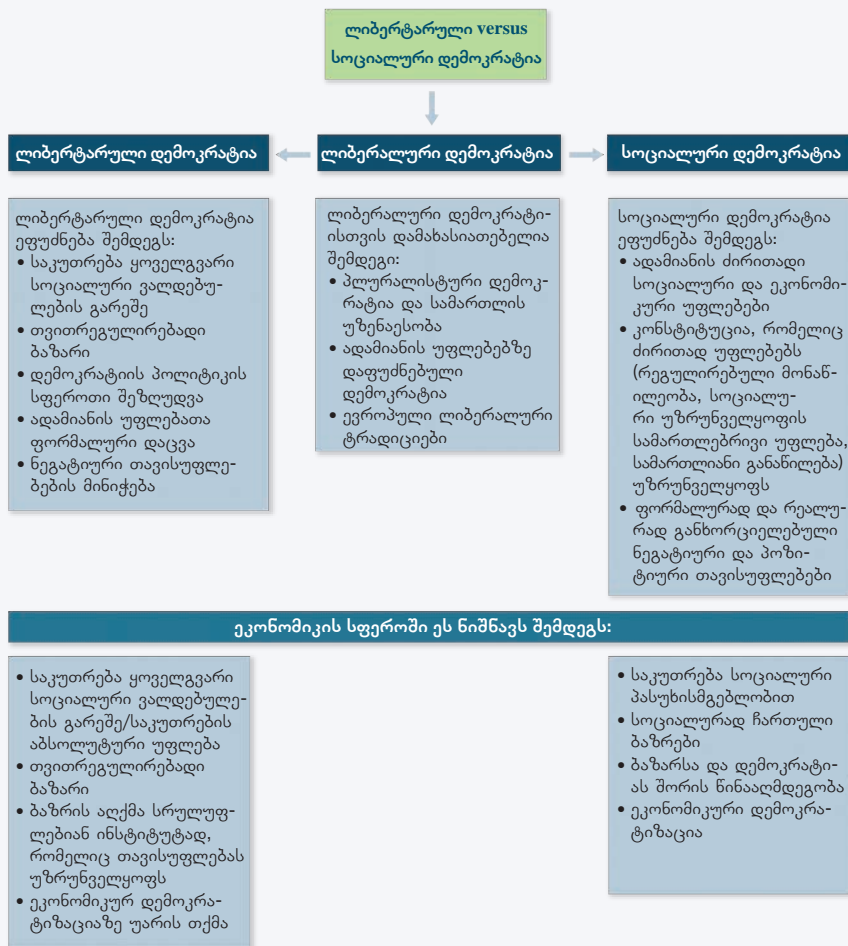 ლიბერტარული versus
სოციალური დემოკრატია
ლიბერტარული დემოკრატია
ლიბერალური დემოკრატია
სოციალური დემოკრატია
ლიბერტარული დემოკრატია
ეფუძნება შემდეგს:
• საკუთრება ყოველგვარი
სოციალური ვალდებუ-
ლების გარეშე
• თვითრეგულირებადი
ბაზარი
• დემოკრატიის პოლიტიკის
სფეროთი შეზღუდვა
• ადამიანის უფლებათა
ფორმალური დაცვა
• ნეგატიური თავისუფლე-
ბების მინიჭება
ლიბერალური დემოკრატი-
ისთვის დამახასიათებელია
შემდეგი:
• პლურალისტური დემოკ-
რატია და სამართლის
უზენაესობა
• ადამიანის უფლებებზე
დაფუძნებული
დემოკრატია
• ევროპული ლიბერალური
ტრადიციები
სოციალური დემოკრატია
ეფუძნება შემდეგს:
• ადამიანის ძირითადი
სოციალური და ეკონომი-
კური უფლებები
• კონსტიტუცია, რომელიც
ძირითად უფლებებს
(რეგულირებული მონაწ-
ილეობა, სოციალუ-
რი უზრუნველყოფის
სამართლებრივი უფლება,
სამართლიანი განაწილება)
უზრუნველყოფს
• ფორმალურად და რეალუ-
რად განხორციელებული
ნეგატიური და პოზი-
ტიური თავისუფლებები
ეკონომიკის სფეროში ეს ნიშნავს შემდეგს:
• საკუთრება ყოველგვარი
სოციალური ვალდებულე-
ბის გარეშე/საკუთრების
აბსოლუტური უფლება
• თვითრეგულირებადი
ბაზარი
• ბაზრის აღქმა სრულუფ-
ლებიან ინსტიტუტად,
რომელიც თავისუფლებას
უზრუნველყოფს
• ეკონომიკურ დემოკრა-
ტიზაციაზე უარის თქმა
• საკუთრება სოციალური
პასუხისმგებლობით
• სოციალურად ჩართული
ბაზრები
• ბაზარსა და დემოკრატი-
ას შორის წინააღმდეგობა
• ეკონომიკური დემოკრა-
ტიზაცია